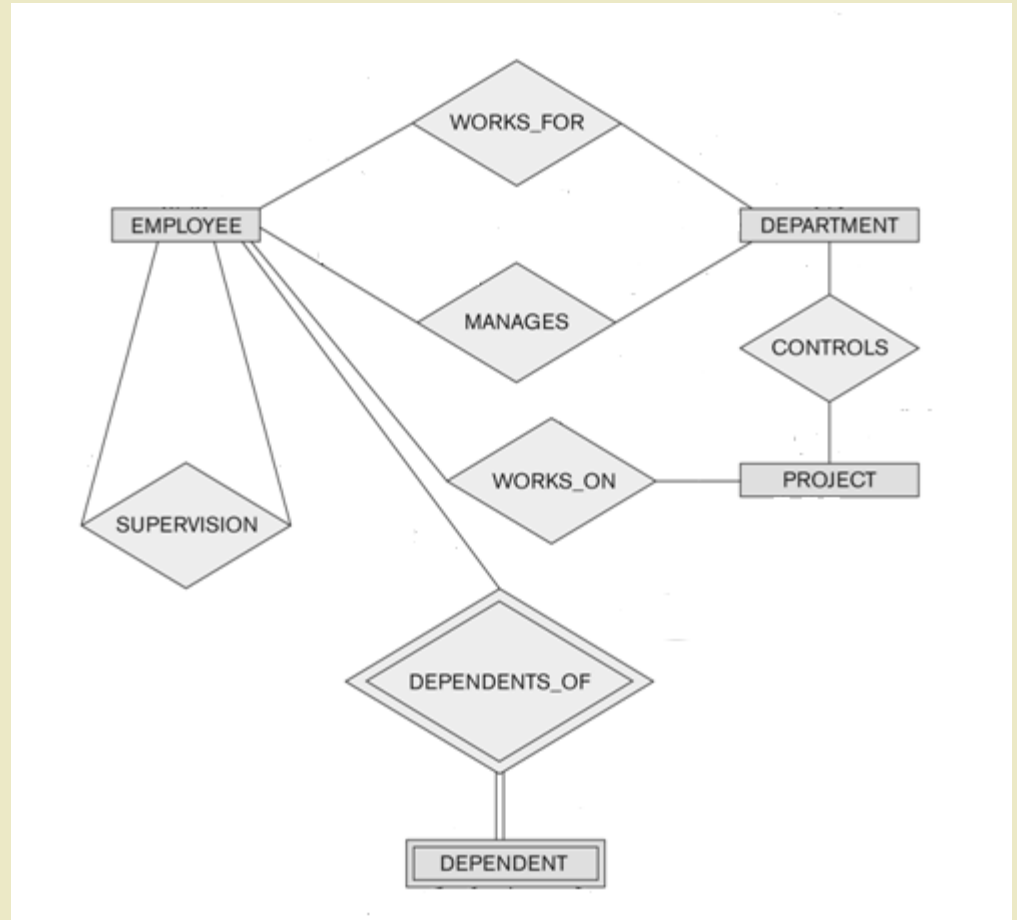 WORKS_FOR
EMPLOYEE
DEPARTMENT
MANAGES
CONTROLS
WORKS_ON
PROJECT
SUPERVISION
DEPENDENTS_OF
DEPENDENT